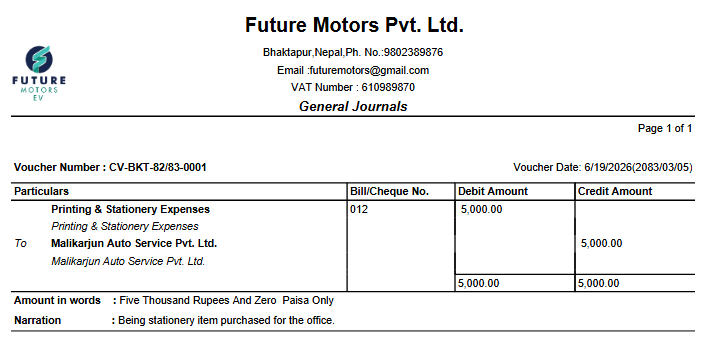 Future Motors Pvt. Ltd.
Bhaktapur,Nepal,Ph. No.:9802389876
Email :futuremotors@gmail.com
VAT Number : 610989870
General Journals
FUTURE
MOTORS
EV
Page 1 of 1
Voucher Number : CV-BKT-82/83-0001 Voucher Date: 6/19/2026(2083/03/05)
Particulars Bill/Cheque No. Debit Amount Credit Amount
Printing & Stationery Expenses 012 5,000.00
Printing & Stationery Expenses
To Malikarjun Auto Service Pvt. Ltd. 5,000.00
Malikarjun Auto Service Pvt. Ltd.
5,000.00 5,000.00
Amount in words : Five Thousand Rupees And Zero Paisa Only
Narration : Being stationery item purchased for the office.